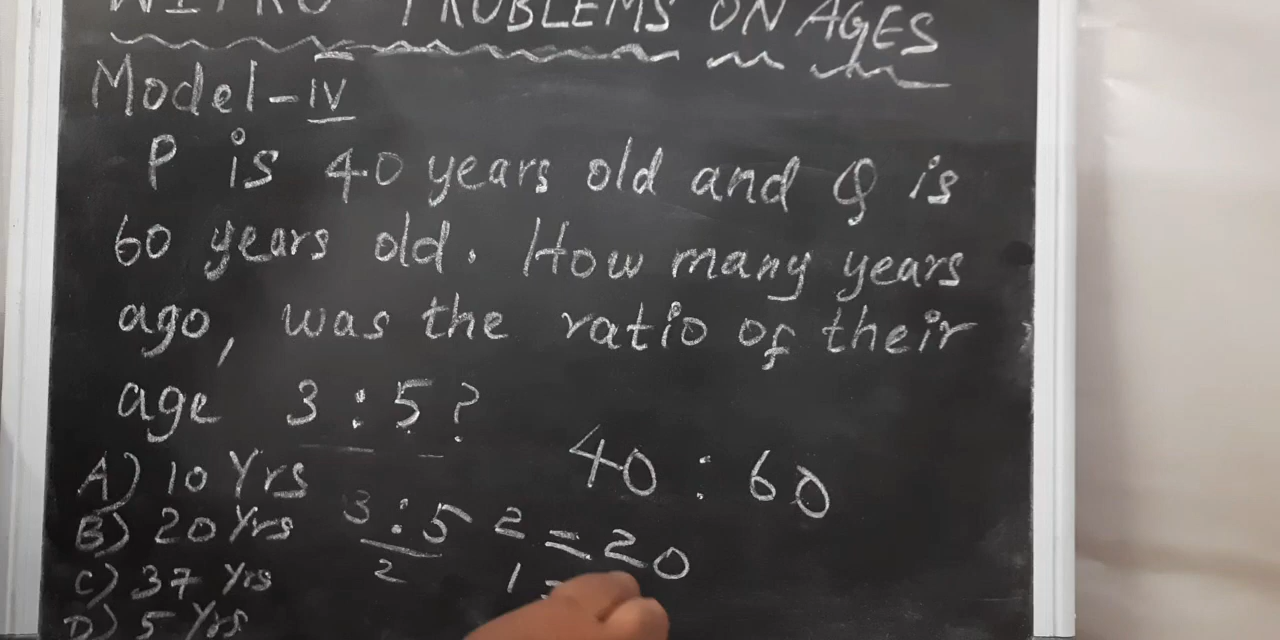 PROBLEMS ON AGES
Model-IV
P is 40 years old and Q is
60 years old. How many years
ago, was the ratio of their
age 3:5?
40:60
A) 10 Yrs
B) 20 Yrs
C) 37 Yrs
D) 5 Yrs
3:5
2
2=20
1=